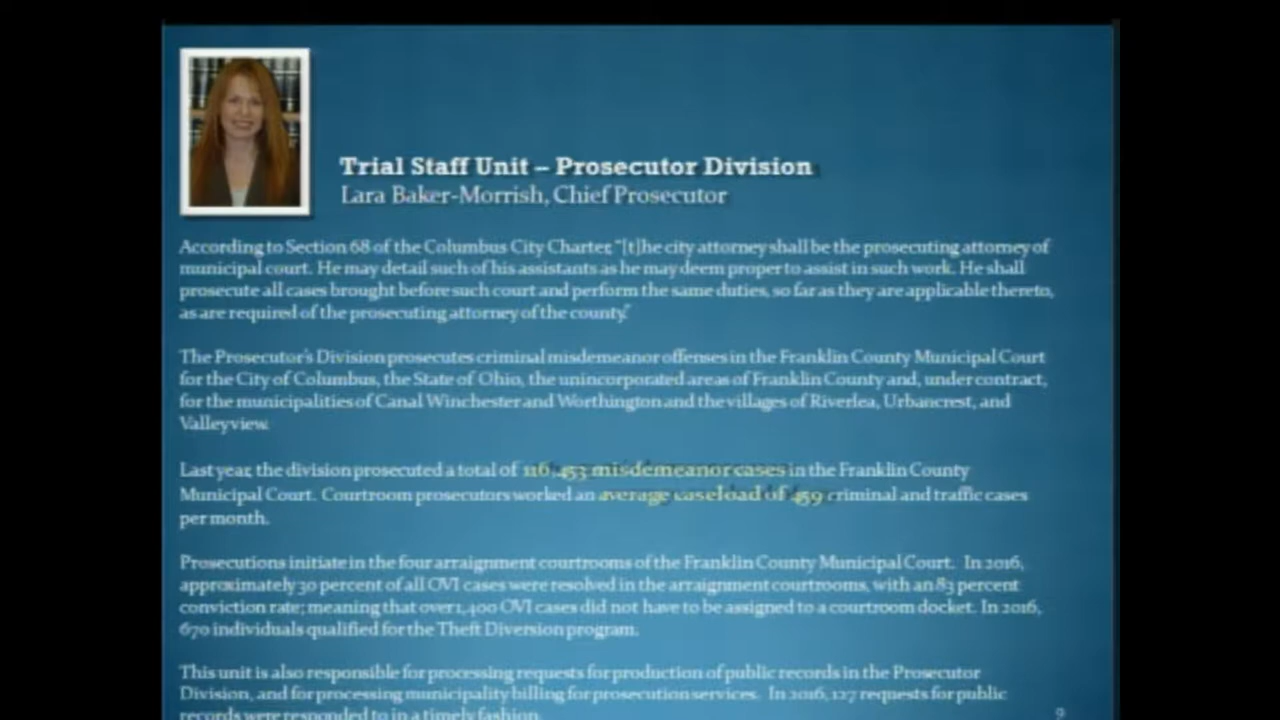 Trial Staff Unit – Prosecutor Division
Lara Baker-Morrish, Chief Prosecutor
According to Section 68 of the Columbus City Charter, "[t]he city attorney shall be the prosecuting attorney of
municipal court. He may detail such of his assistants as he may deem proper to assist in such work. He shall
prosecute all cases brought before such court and perform the same duties, so far as they are applicable thereto,
as are required of the prosecuting attorney of the county."
The Prosecutor's Division prosecutes criminal misdemeanor offenses in the Franklin County Municipal Court
for the City of Columbus, the State of Ohio, the unincorporated areas of Franklin County and, under contract,
for the municipalities of Canal Winchester and Worthington and the villages of Riverlea, Urbancrest, and
Valleyview.
Last year, the division prosecuted a total of 116,453 misdemeanor cases in the Franklin County
Municipal Court. Courtroom prosecutors worked an average caseload of 459 criminal and traffic cases
per month.
Prosecutions initiate in the four arraignment courtrooms of the Franklin County Municipal Court. In 2016,
approximately 30 percent of all OVI cases were resolved in the arraignment courtrooms, with an 83 percent
conviction rate; meaning that over 1,400 OVI cases did not have to be assigned to a courtroom docket. In 2016,
670 individuals qualified for the Theft Diversion program.
This unit is also responsible for processing requests for production of public records in the Prosecutor
Division, and for processing municipality billing for prosecution services. In 2016, 127 requests for public
records were responded to in a timely fashion.
9